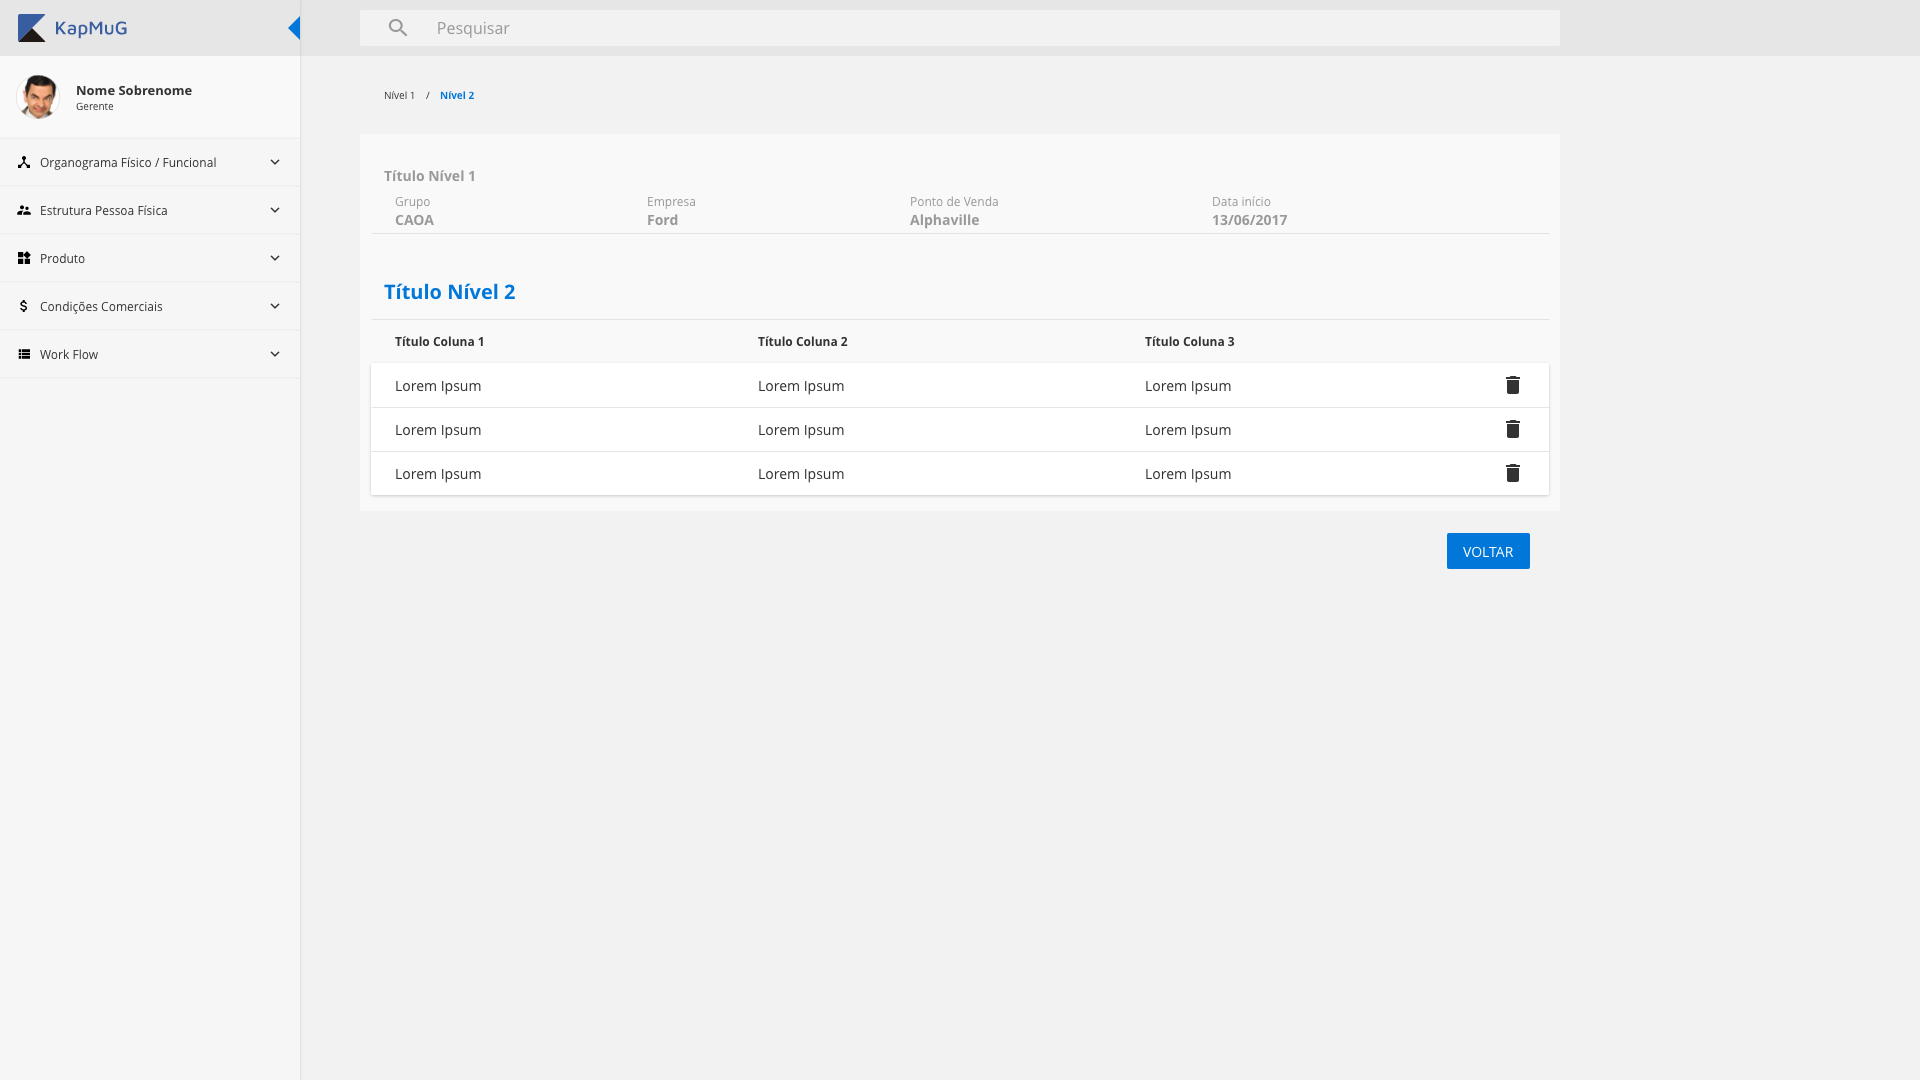 KapMuG
Pesquisar
Nome Sobrenome
Gerente
Organograma Físico / Funcional
Estrutura Pessoa Física
Produto
Condições Comerciais
Work Flow
Nível 1 / Nível 2
Título Nível 1
Grupo Empresa Ponto de Venda Data início
CAOA Ford Alphaville 13/06/2017
Título Nível 2
Título Coluna 1 Título Coluna 2 Título Coluna 3
Lorem Ipsum Lorem Ipsum Lorem Ipsum
Lorem Ipsum Lorem Ipsum Lorem Ipsum
Lorem Ipsum Lorem Ipsum Lorem Ipsum
VOLTAR